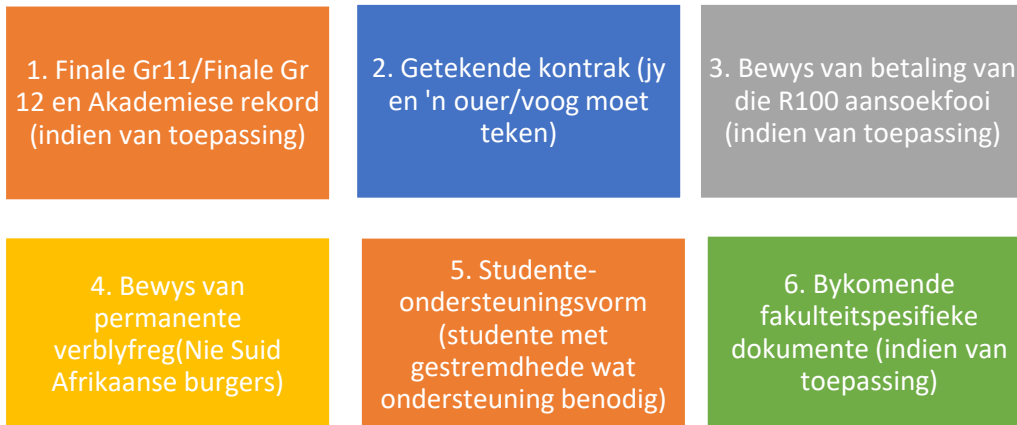 1. Finale Gr11/Finale Gr
12 en Akademiese rekord
(indien van toepassing)
2. Getekende kontrak (jy
en 'n ouer/voog moet
teken)
3. Bewys van betaling van
die R100 aansoekfooi
(indien van toepassing)
4. Bewys van
permanente
verblyfreg(Nie Suid
Afrikaanse burgers)
5. Studente-
ondersteuningsvorm
(studente met
gestremdhede wat
ondersteuning benodig)
6. Bykomende
fakulteitspesifieke
dokumente (indien van
toepassing)